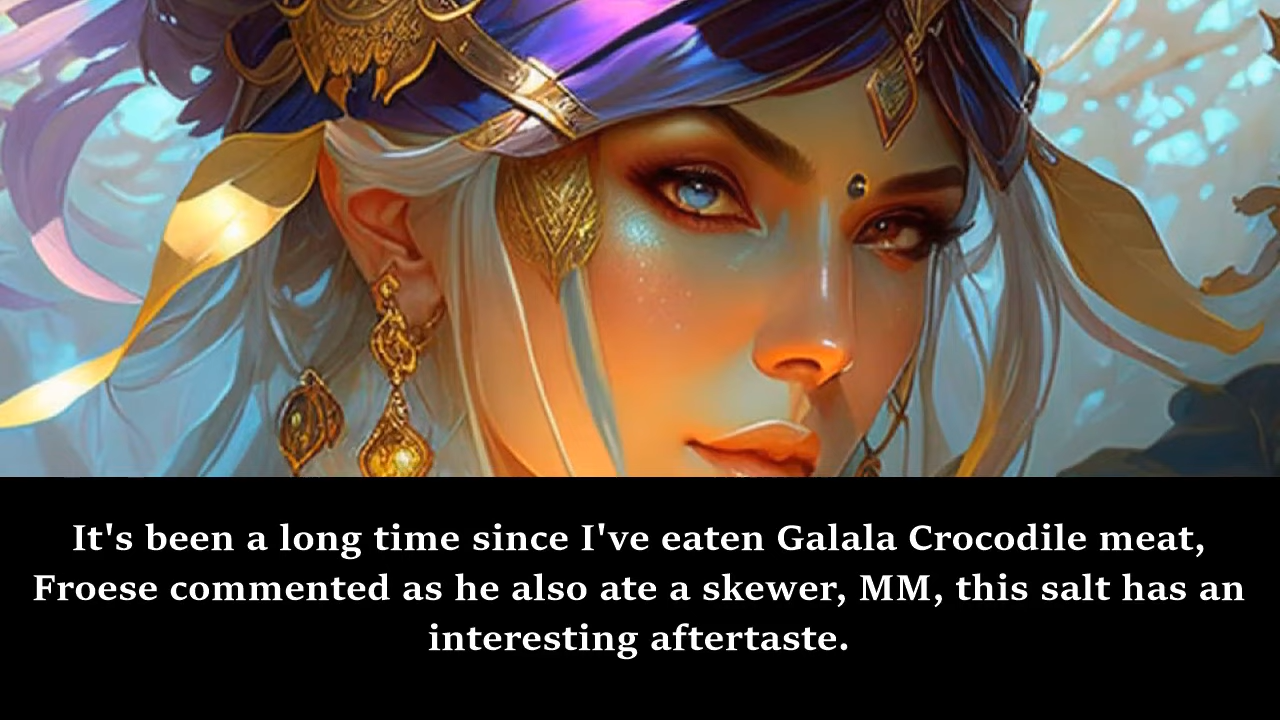 It's been a long time since I've eaten Galala Crocodile meat,
Froese commented as he also ate a skewer, MM, this salt has an
interesting aftertaste.